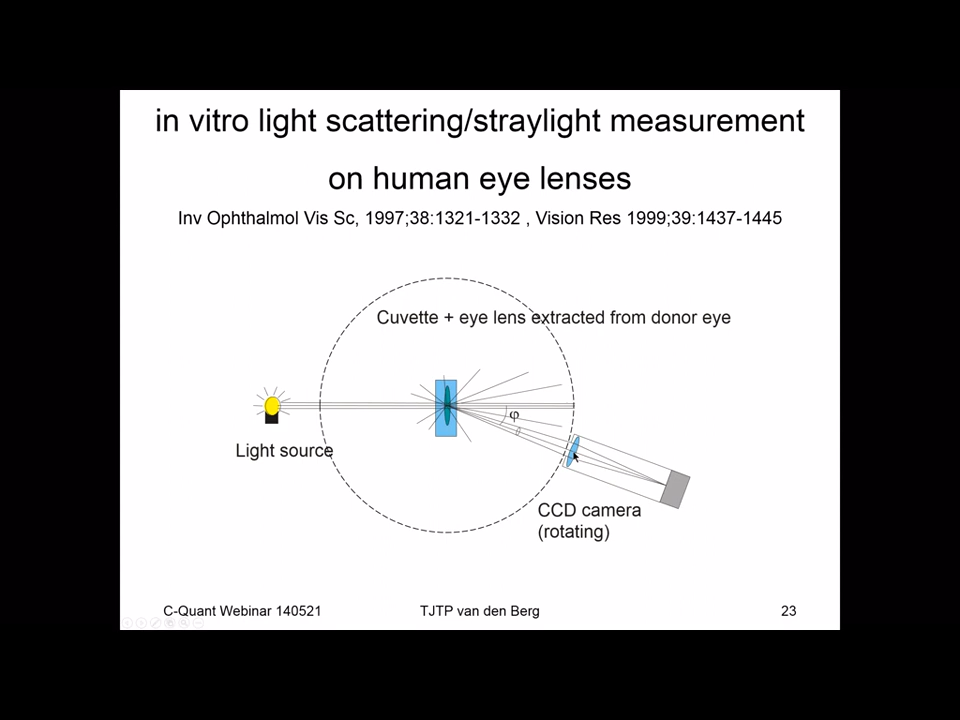 in vitro light scattering/straylight measurement
on human eye lenses
Inv Ophthalmol Vis Sc, 1997;38:1321-1332 , Vision Res 1999;39:1437-1445
Cuvette + eye lens extracted from donor eye
φ
Light source
CCD camera
(rotating)
C-Quant Webinar 140521 TJTP van den Berg 23